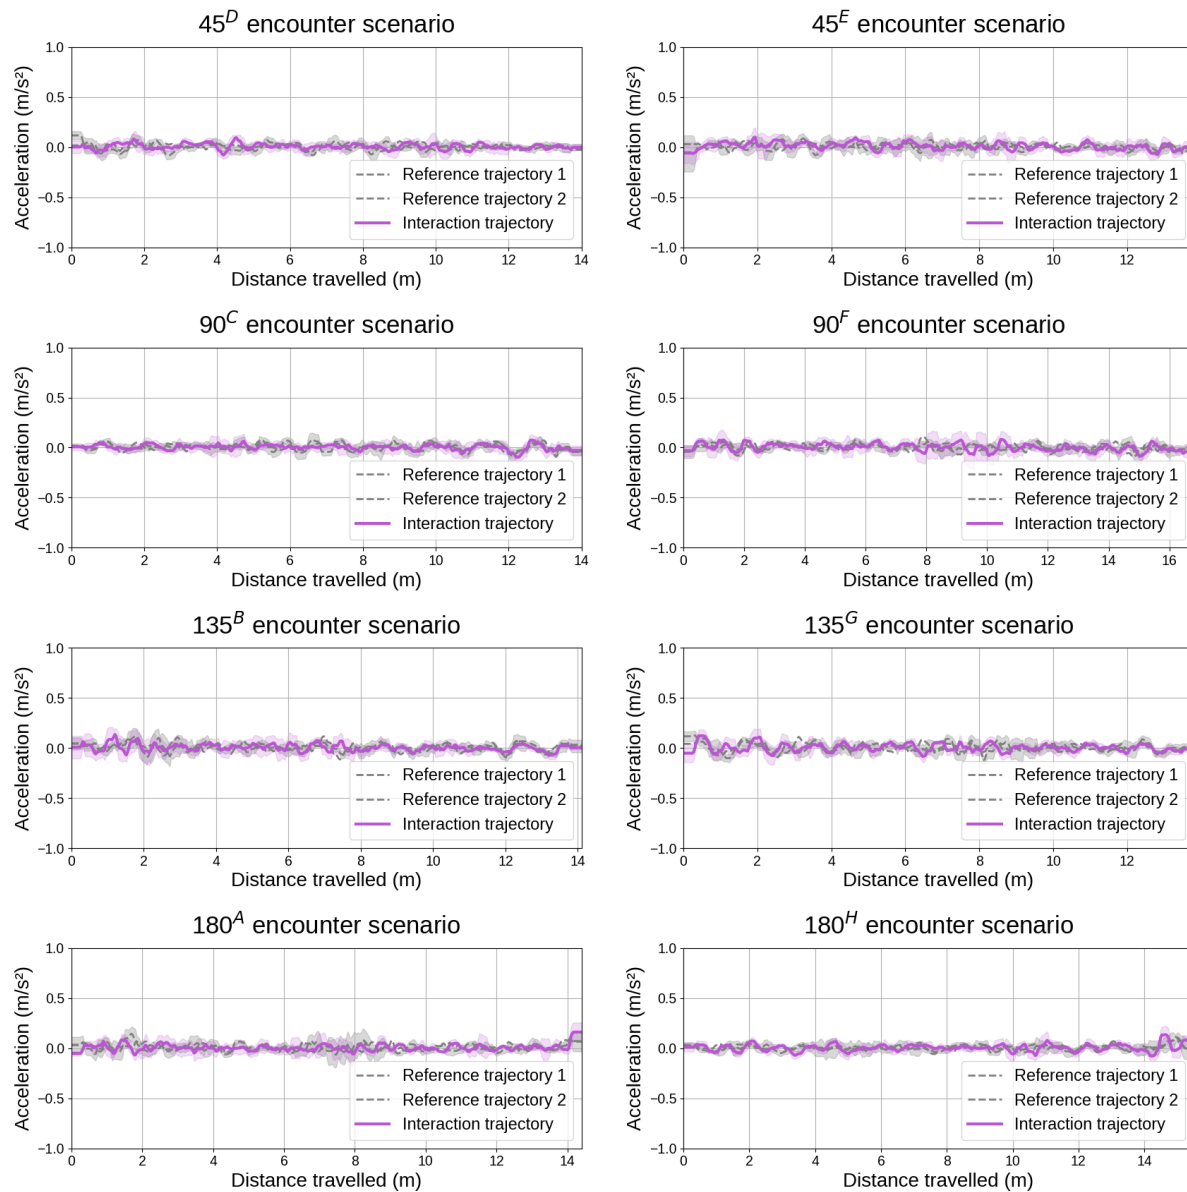 45^D encounter scenario
1.0
0.5
0.0
−0.5
−1.0
Acceleration (m/s²)
Reference trajectory 1
Reference trajectory 2
Interaction trajectory
0 2 4 6 8 10 12 14
Distance travelled (m)
45^E encounter scenario
1.0
0.5
0.0
−0.5
−1.0
Acceleration (m/s²)
Reference trajectory 1
Reference trajectory 2
Interaction trajectory
0 2 4 6 8 10 12
Distance travelled (m)
90^C encounter scenario
1.0
0.5
0.0
−0.5
−1.0
Acceleration (m/s²)
Reference trajectory 1
Reference trajectory 2
Interaction trajectory
0 2 4 6 8 10 12 14
Distance travelled (m)
90^F encounter scenario
1.0
0.5
0.0
−0.5
−1.0
Acceleration (m/s²)
Reference trajectory 1
Reference trajectory 2
Interaction trajectory
0 2 4 6 8 10 12 14 16
Distance travelled (m)
135^B encounter scenario
1.0
0.5
0.0
−0.5
−1.0
Acceleration (m/s²)
Reference trajectory 1
Reference trajectory 2
Interaction trajectory
0 2 4 6 8 10 12 14
Distance travelled (m)
135^G encounter scenario
1.0
0.5
0.0
−0.5
−1.0
Acceleration (m/s²)
Reference trajectory 1
Reference trajectory 2
Interaction trajectory
0 2 4 6 8 10 12
Distance travelled (m)
180^A encounter scenario
1.0
0.5
0.0
−0.5
−1.0
Acceleration (m/s²)
Reference trajectory 1
Reference trajectory 2
Interaction trajectory
0 2 4 6 8 10 12 14
Distance travelled (m)
180^H encounter scenario
1.0
0.5
0.0
−0.5
−1.0
Acceleration (m/s²)
Reference trajectory 1
Reference trajectory 2
Interaction trajectory
0 2 4 6 8 10 12 14
Distance travelled (m)